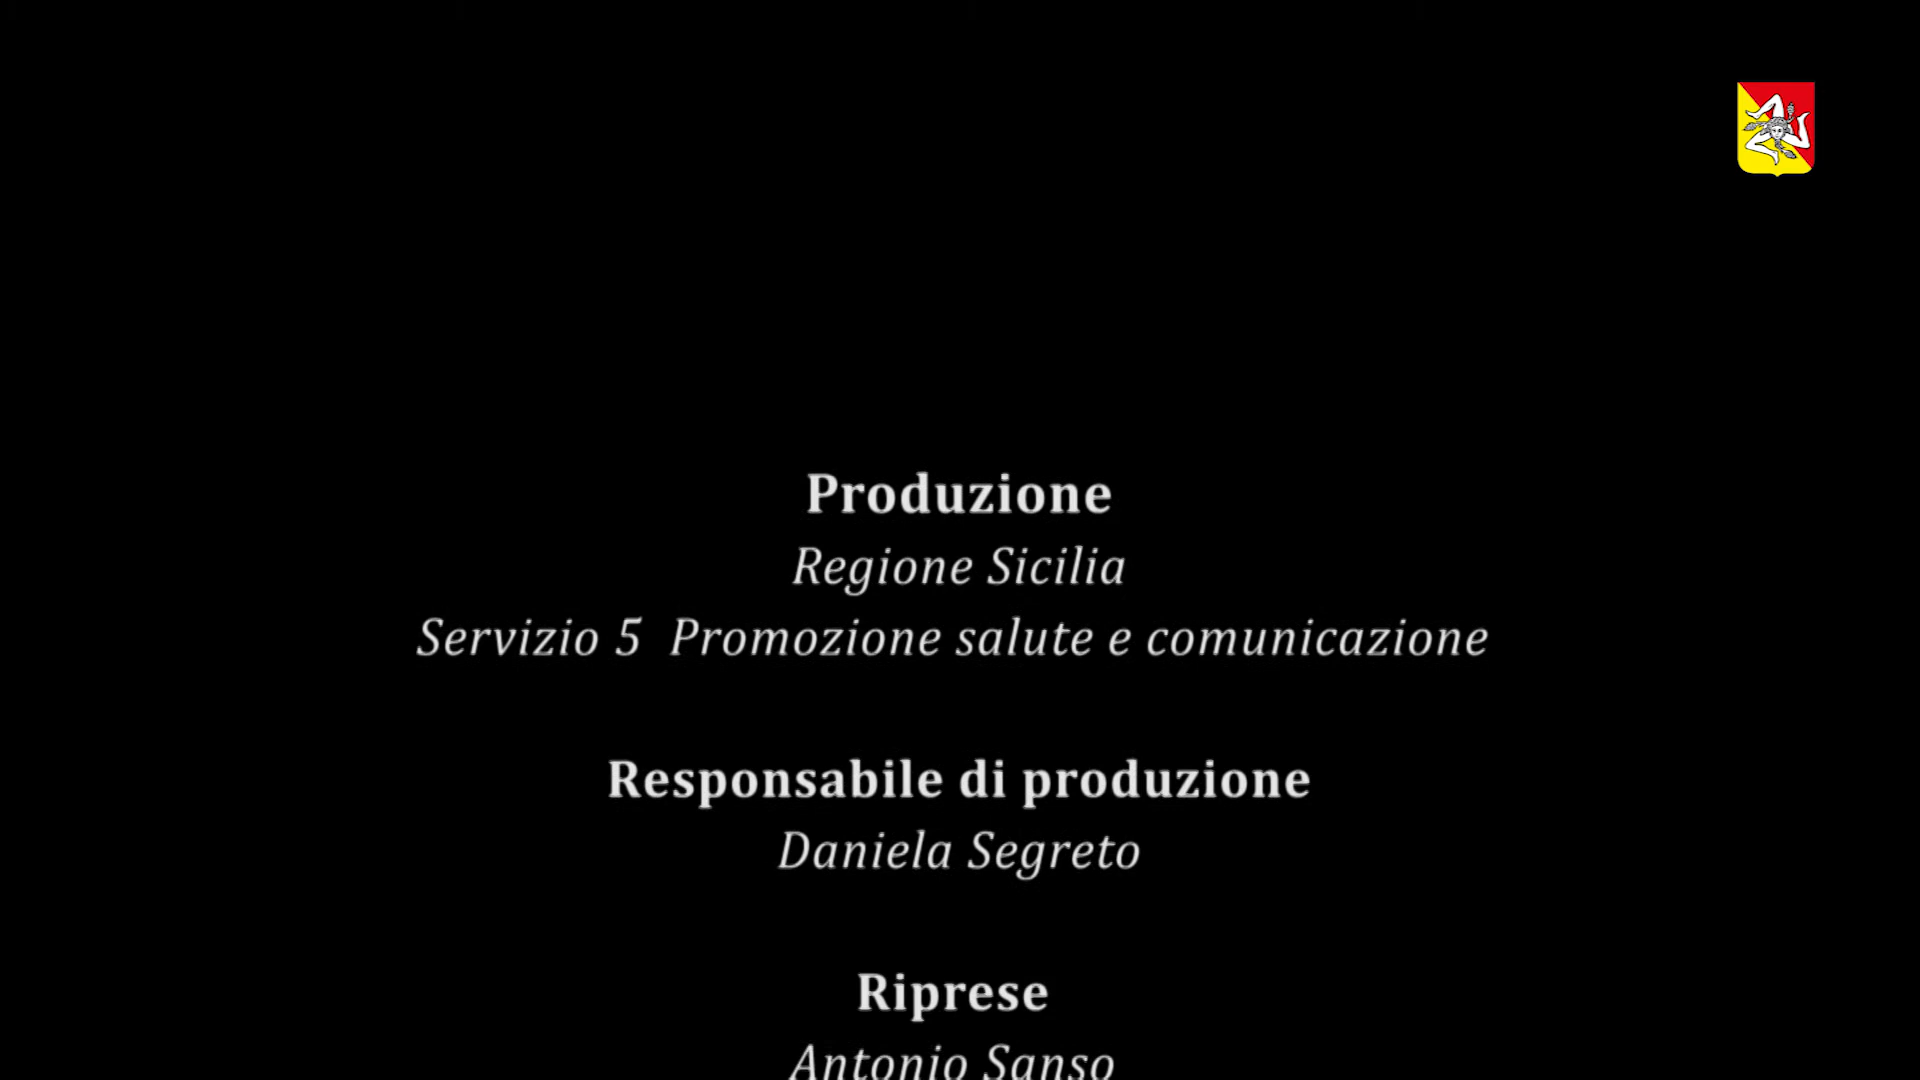 Produzione
Regione Sicilia
Servizio 5 Promozione salute e comunicazione
Responsabile di produzione
Daniela Segreto
Riprese
Antonio Sanso